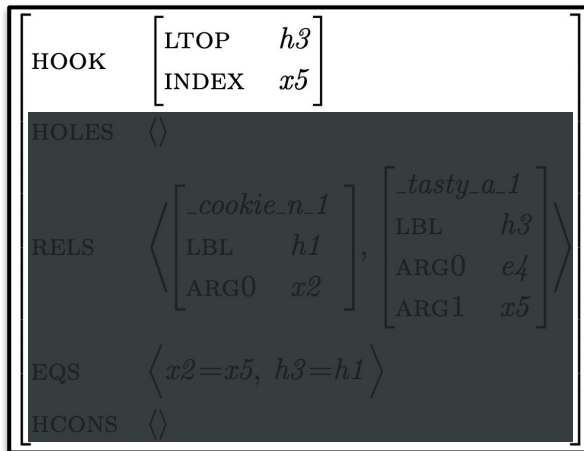 HOOK LTOP h3
INDEX x5
HOLES ⟨⟩
_cookie_n_1 _tasty_a_1
RELS LBL h1 , LBL h3
ARG0 x2 ARG0 e4
ARG1 x5
EQS ⟨x2=x5, h3=h1⟩
HCONS ⟨⟩